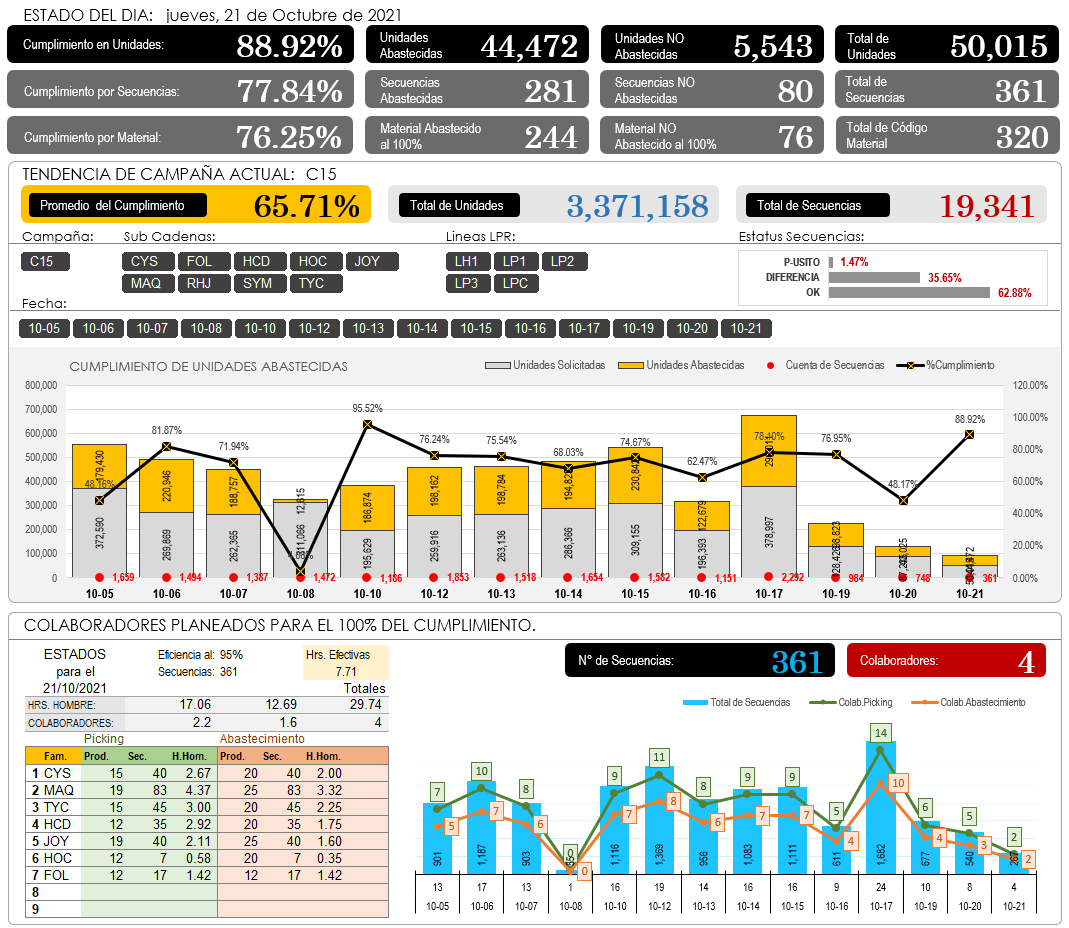 ESTADO DEL DIA: jueves, 21 de Octubre de 2021
Cumplimiento en Unidades: 88.92% Unidades Abastecidas 44,472 Unidades NO Abastecidas 5,543 Total de Unidades 50,015
Cumplimiento por Secuencias: 77.84% Secuencias Abastecidas 281 Secuencias NO Abastecidas 80 Total de Secuencias 361
Cumplimiento por Material: 76.25% Material Abastecido al 100% 244 Material NO Abastecido al 100% 76 Total de Código Material 320
TENDENCIA DE CAMPAÑA ACTUAL: C15
Promedio del Cumplimiento 65.71% Total de Unidades 3,371,158 Total de Secuencias 19,341
Campaña: Sub Cadenas: Lineas LPR: Estatus Secuencias:
C15 CYS FOL HCD HOC JOY LH1 LP1 LP2
MAQ RHJ SYM TYC LP3 LPC
P-USITO 1.47%
DIFERENCIA 35.65%
OK 62.88%
Fecha:
10-05 10-06 10-07 10-08 10-10 10-12 10-13 10-14 10-15 10-16 10-17 10-19 10-20 10-21
CUMPLIMIENTO DE UNIDADES ABASTECIDAS
Unidades Solicitadas Unidades Abastecidas Cuenta de Secuencias %Cumplimiento
800,000 700,000 600,000 500,000 400,000 300,000 200,000 100,000 0
120.00% 100.00% 80.00% 60.00% 40.00% 20.00% 0.00%
48.16% 81.87% 71.94% 95.52% 76.24% 75.54% 68.03% 74.67% 62.47% 78.10% 76.95% 48.17% 88.92%
179,430 220,946 188,757 12,615 186,874 198,162 198,784 194,822 230,842 122,679
372,590 269,869 262,365 311,066 195,629 259,916 263,136 286,366 309,155 196,393 378,997
1,659 1,494 1,387 1,472 1,186 1,853 1,518 1,654 1,582 1,151 2,292 984 748 361
10-05 10-06 10-07 10-08 10-10 10-12 10-13 10-14 10-15 10-16 10-17 10-19 10-20 10-21
COLABORADORES PLANEADOS PARA EL 100% DEL CUMPLIMIENTO.
ESTADOS para el 21/10/2021
Eficiencia al: 95% Hrs. Efectivas
Secuencias: 361 7.71
N° de Secuencias: 361 Colaboradores: 4
Totales
HRS. HOMBRE: 17.06 12.69 29.74
COLABORADORES: 2.2 1.6 4
Picking Abastecimiento
Fam. Prod. Sec. H.Hom. Prod. Sec. H.Hom.
1 CYS 15 40 2.67 20 40 2.00
2 MAQ 19 83 4.37 25 83 3.32
3 TYC 15 45 3.00 20 45 2.25
4 HCD 12 35 2.92 20 35 1.75
5 JOY 19 40 2.11 25 40 1.60
6 HOC 12 7 0.58 20 7 0.35
7 FOL 12 17 1.42 12 17 1.42
8
9
Total de Secuencias Colab.Picking Colab.Abastecimiento
7 10 8 0 9 11 8 9 9 5 14 6 5 2
5 7 6 0 7 8 6 7 7 4 10 4 3 2
901 1,187 903 1,116 1,369 956 1,083 1,111 611 1,682 677 540 267
13 17 13 1 16 19 14 16 16 9 24 10 8 4
10-05 10-06 10-07 10-08 10-10 10-12 10-13 10-14 10-15 10-16 10-17 10-19 10-20 10-21